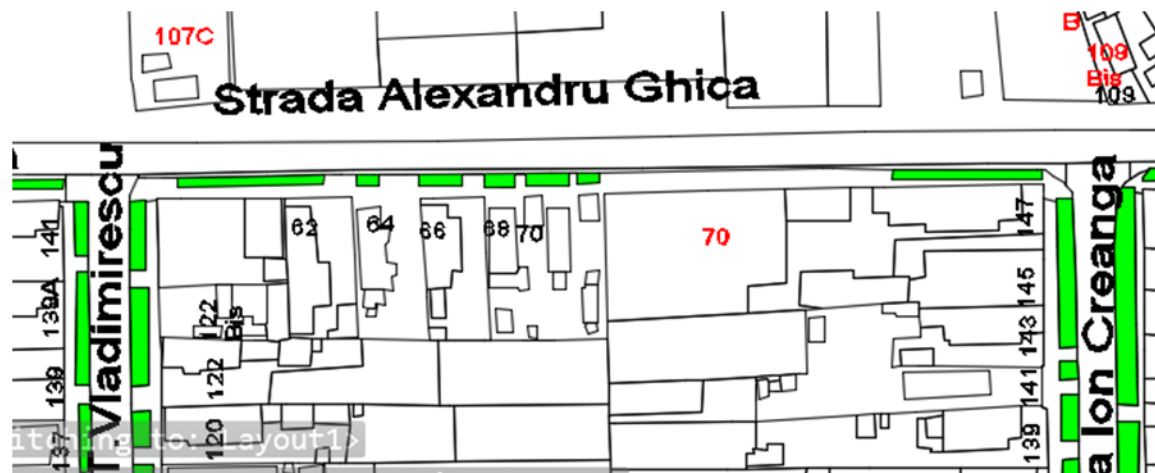 107C
B
109
Bis
109
Strada Alexandru Ghica
T. Vladimirescu
a Ion Creanga
62
64
66
68
70
70
147
145
143
141
139
141
139A
139
137
122
Bis
122
120
itching to: Layout1>